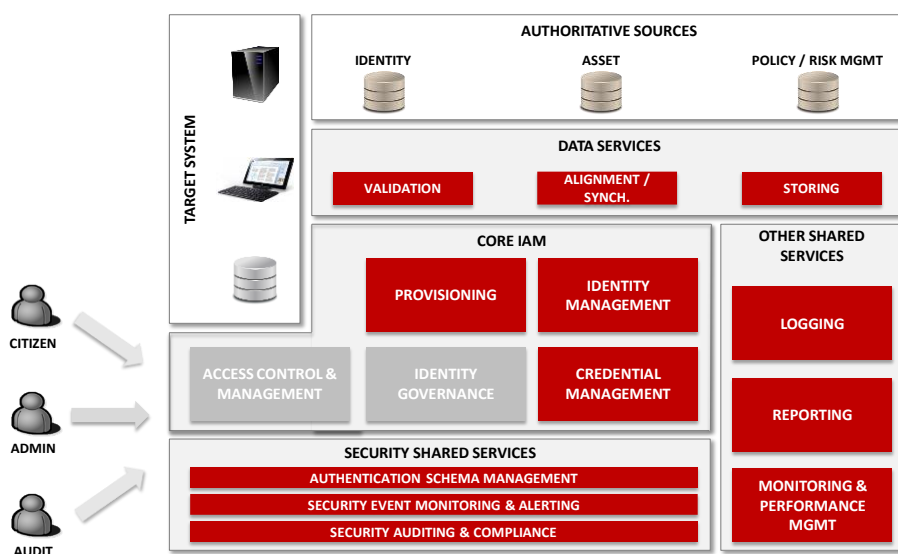 AUTHORITATIVE SOURCES
IDENTITY
ASSET
POLICY / RISK MGMT
TARGET SYSTEM
DATA SERVICES
VALIDATION
ALIGNMENT /
SYNCH.
STORING
CORE IAM
PROVISIONING
IDENTITY
MANAGEMENT
ACCESS CONTROL &
MANAGEMENT
IDENTITY
GOVERNANCE
CREDENTIAL
MANAGEMENT
OTHER SHARED
SERVICES
LOGGING
REPORTING
MONITORING &
PERFORMANCE
MGMT
CITIZEN
ADMIN
AUDIT
SECURITY SHARED SERVICES
AUTHENTICATION SCHEMA MANAGEMENT
SECURITY EVENT MONITORING & ALERTING
SECURITY AUDITING & COMPLIANCE